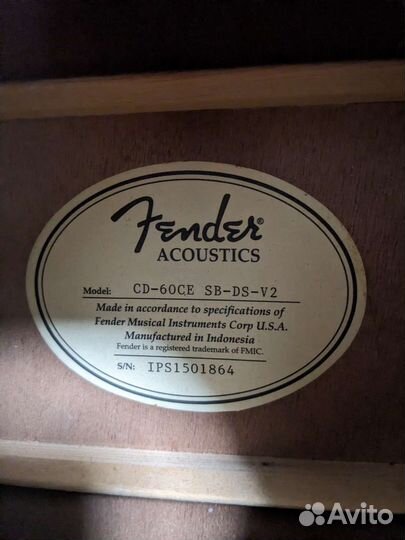 Fender®
ACOUSTICS
Model: CD-60CE SB-DS-V2
Made in accordance to specifications of
Fender Musical Instruments Corp U.S.A.
Manufactured in Indonesia
Fender is a registered trademark of FMIC.
S/N: IPS1501864
Avito